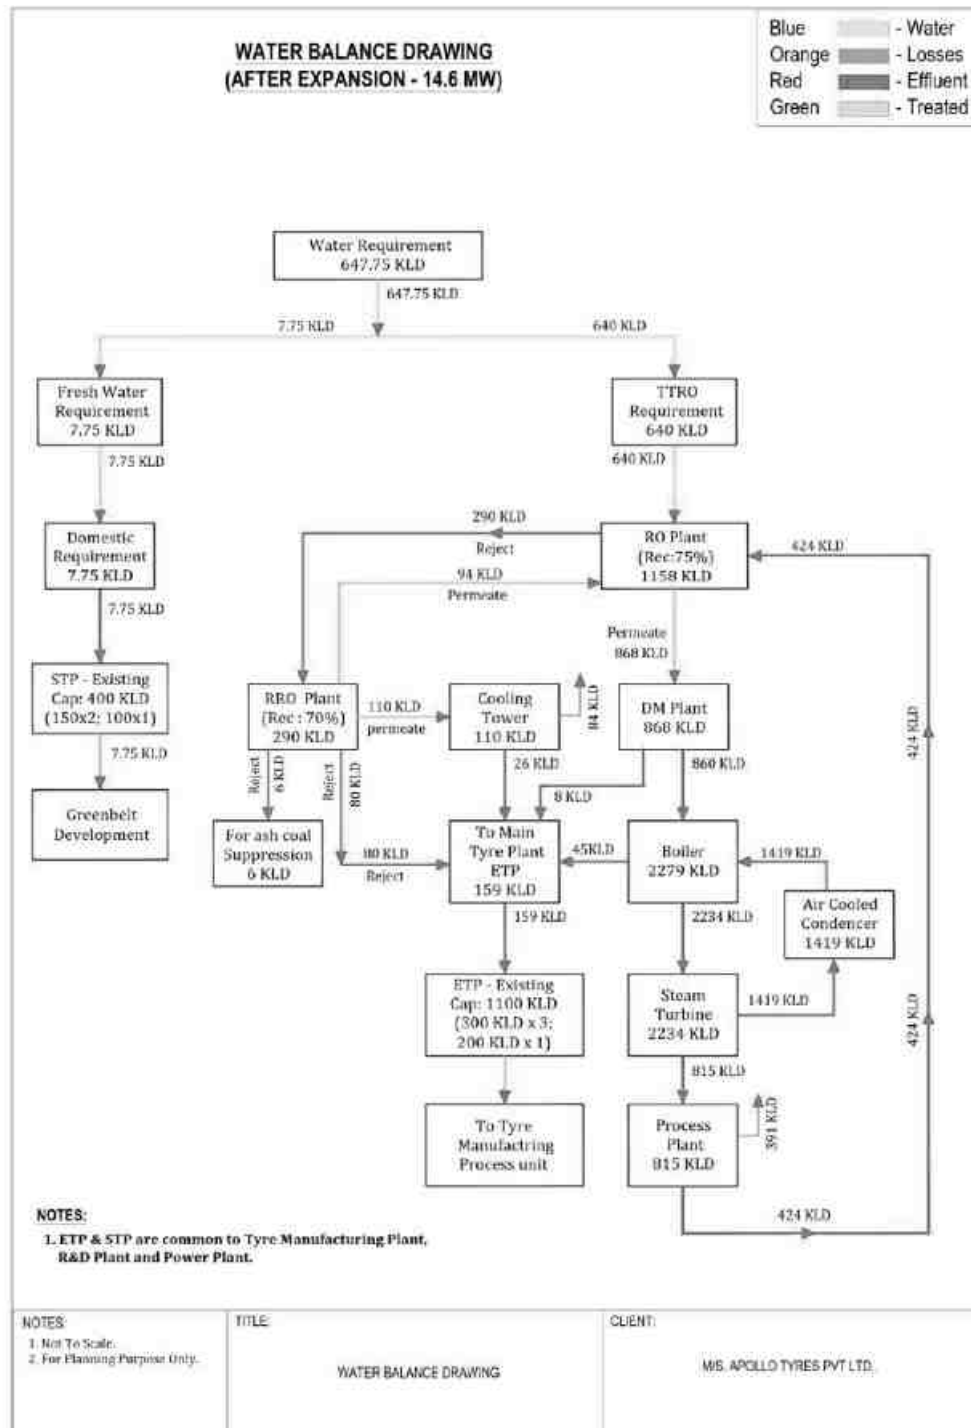 WATER BALANCE DRAWING
(AFTER EXPANSION - 14.6 MW)
Blue - Water
Orange - Losses
Red - Effluent
Green - Treated
Water Requirement
647.75 KLD
647.75 KLD
7.75 KLD
640 KLD
Fresh Water
Requirement
7.75 KLD
TTRO
Requirement
640 KLD
7.75 KLD
640 KLD
290 KLD
Reject
Domestic
Requirement
7.75 KLD
RO Plant
(Rec:75%)
1158 KLD
424 KLD
94 KLD
Permeate
7.75 KLD
Permeate
868 KLD
STP - Existing
Cap: 400 KLD
(150x2; 100x1)
RRO Plant
(Rec : 70%)
290 KLD
110 KLD
permeate
Cooling
Tower
110 KLD
84 KLD
DM Plant
868 KLD
424 KLD
7.75 KLD
Reject
6 KLD
Reject
80 KLD
26 KLD
8 KLD
860 KLD
Greenbelt
Development
For ash coal
Suppression
6 KLD
80 KLD
Reject
To Main
Tyre Plant
ETP
159 KLD
45KLD
Boiler
2279 KLD
1419 KLD
Air Cooled
Condencer
1419 KLD
159 KLD
2234 KLD
ETP - Existing
Cap: 1100 KLD
(300 KLD x 3;
200 KLD x 1)
Steam
Turbine
2234 KLD
1419 KLD
424 KLD
815 KLD
To Tyre
Manufactring
Process unit
Process
Plant
815 KLD
391 KLD
424 KLD
NOTES:
1. ETP & STP are common to Tyre Manufacturing Plant,
R&D Plant and Power Plant.
NOTES:
1. Not To Scale.
2. For Planning Purpose Only.
TITLE:
WATER BALANCE DRAWING
CLIENT:
M/S. APOLLO TYRES PVT LTD.